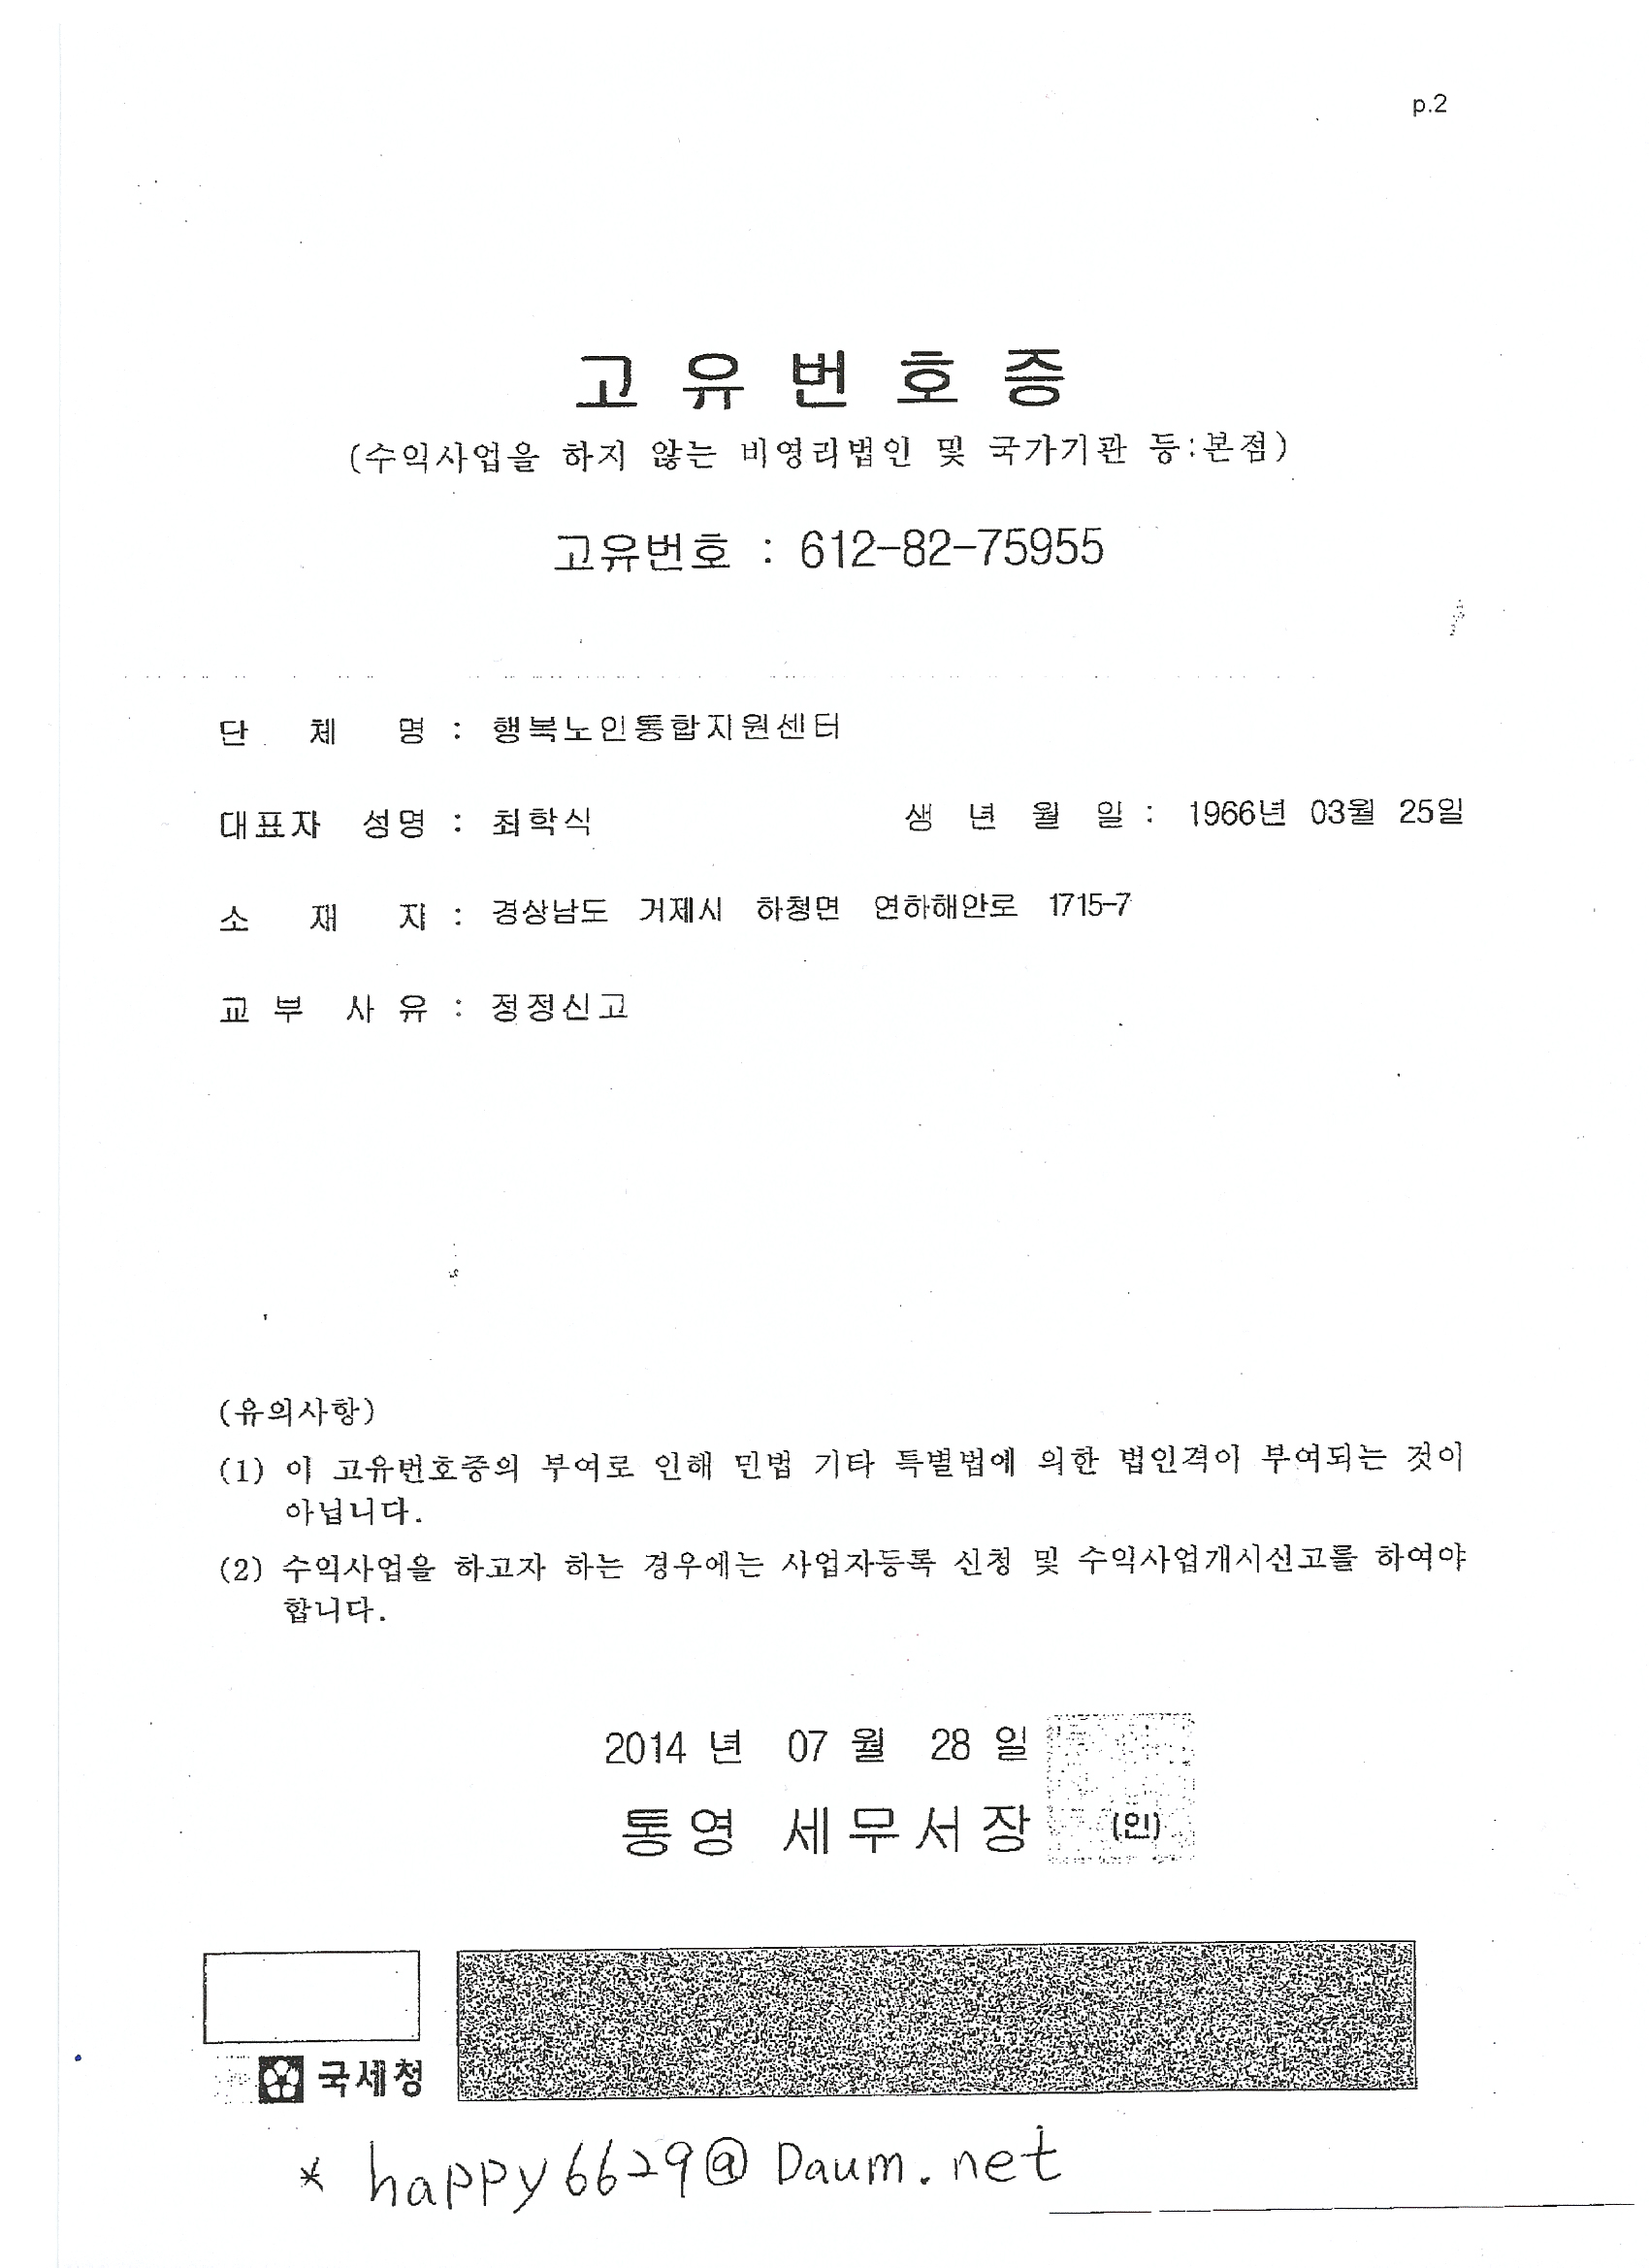 p.2
고 유 번 호 증
(수익사업을 하지 않는 비영리법인 및 국가기관 등:본점)
고유번호 : 612-82-75955
단 체 명 : 행복노인통합지원센터
대표자 성명 : 최학식 생 년 월 일 : 1966년 03월 25일
소 재 지 : 경상남도 거제시 하청면 연하해안로 1715-7
교 부 사 유 : 정정신고
(유의사항)
(1) 이 고유번호증의 부여로 인해 민법 기타 특별법에 의한 법인격이 부여되는 것이
아닙니다.
(2) 수익사업을 하고자 하는 경우에는 사업자등록 신청 및 수익사업개시신고를 하여야
합니다.
2014 년 07 월 28 일
통영 세무서장 (인)
국세청
* happy6629@Daum.net